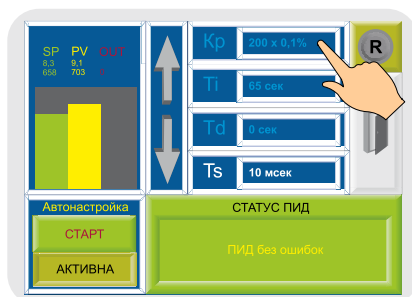 SP PV
8,3 9,1
658 703
Kp 200 x 0,1%
Ti 65 сек
Td 0 сек
Ts 10 мсек
R
Автонастройка
СТАРТ
АКТИВНА
СТАТУС ПИД
ПИД без ошибок